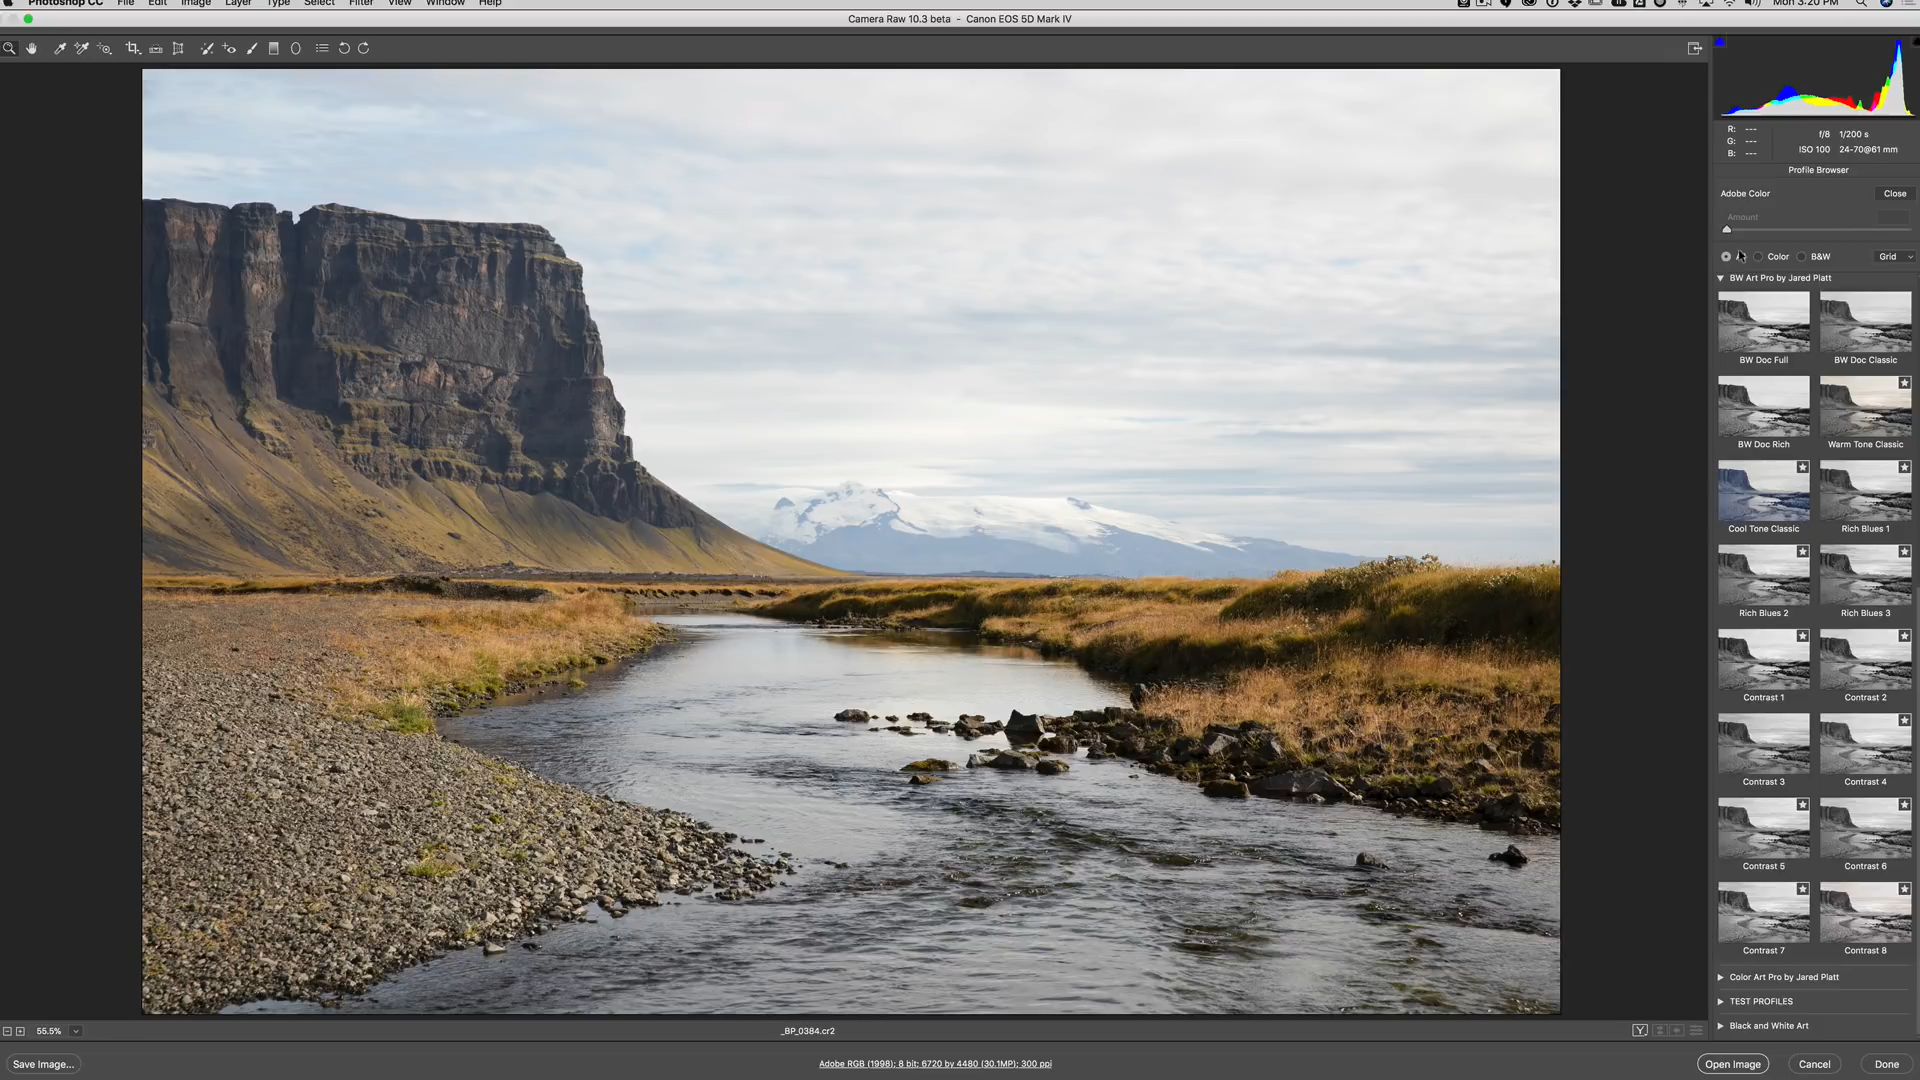 Photoshop CC File Edit Image Layer Type Select Filter View Window Help Mon 3:20 PM
Camera Raw 10.3 beta - Canon EOS 5D Mark IV
R: ---
G: ---
B: ---
f/8 1/200 s
ISO 100 24-70@61 mm
Profile Browser
Adobe Color Close
Amount
Color B&W Grid
BW Art Pro by Jared Platt
BW Doc Full BW Doc Classic
BW Doc Rich Warm Tone Classic
Cool Tone Classic Rich Blues 1
Rich Blues 2 Rich Blues 3
Contrast 1 Contrast 2
Contrast 3 Contrast 4
Contrast 5 Contrast 6
Contrast 7 Contrast 8
Color Art Pro by Jared Platt
TEST PROFILES
Black and White Art
55.5% _BP_0384.cr2 Y
Save Image... Adobe RGB (1998); 8 bit; 6720 by 4480 (30.1MP); 300 ppi Open Image Cancel Done